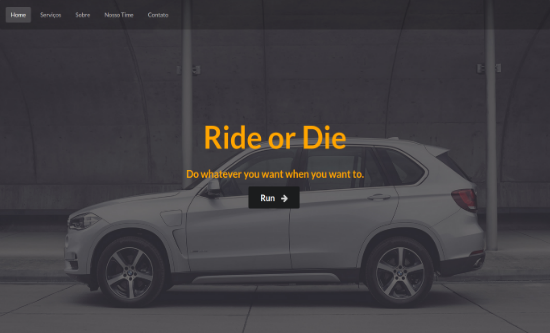 Home Serviços Sobre Nosso Time Contato
Ride or Die
Do whatever you want when you want to.
Run